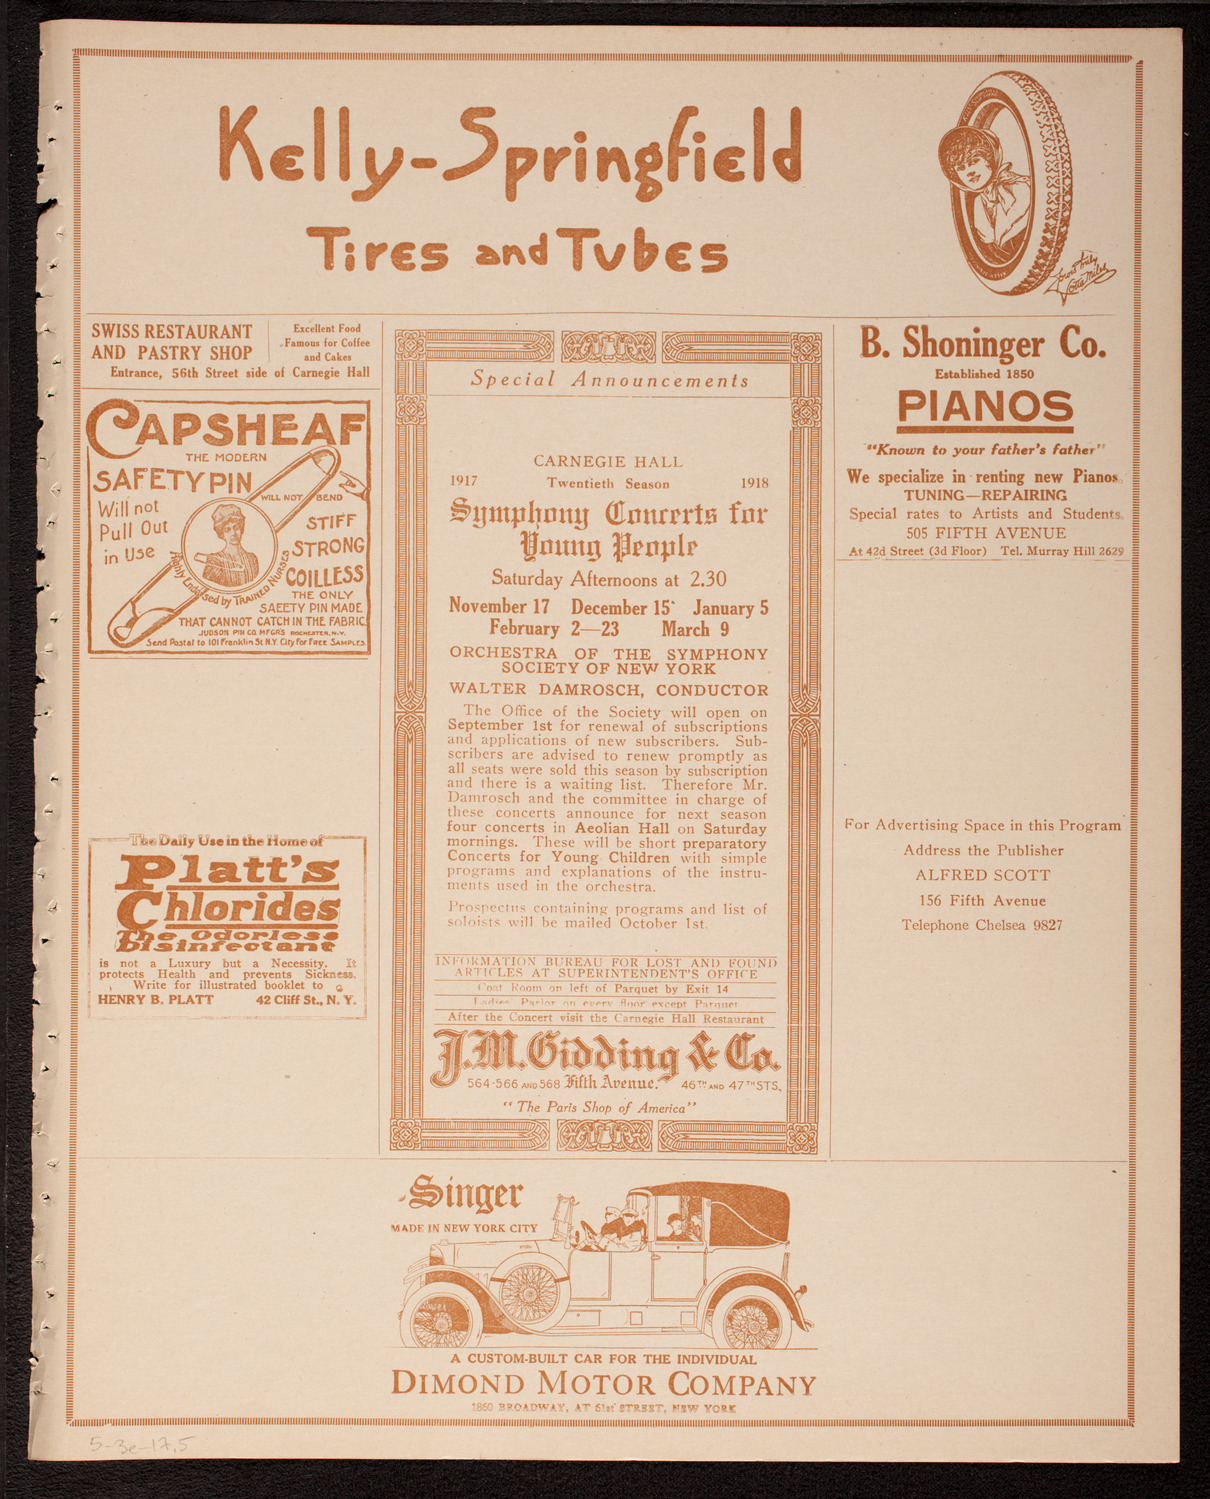 Kelly-Springfield
Tires and Tubes
Yours truly
Lotta Miles
SWISS RESTAURANT
AND PASTRY SHOP
Excellent Food
Famous for Coffee
and Cakes
Entrance, 56th Street side of Carnegie Hall
CAPSHEAF
THE MODERN
SAFETY PIN
WILL NOT BEND
Will not
Pull Out
in Use
STIFF
STRONG
COILLESS
Highly Endorsed by TRAINED NURSES
THE ONLY
SAFETY PIN MADE
THAT CANNOT CATCH IN THE FABRIC
JUDSON PIN CO. MFGRS ROCHESTER, N.Y.
Send Postal to 101 Franklin St. N.Y. City for FREE SAMPLES
The Daily Use in the Home of
Platt's
Chlorides
The Odorless
Disinfectant
is not a Luxury but a Necessity. It
protects Health and prevents Sickness.
Write for illustrated booklet to
HENRY B. PLATT 42 Cliff St., N. Y.
Special Announcements
CARNEGIE HALL
1917 Twentieth Season 1918
Symphony Concerts for
Young People
Saturday Afternoons at 2.30
November 17 December 15 January 5
February 2—23 March 9
ORCHESTRA OF THE SYMPHONY
SOCIETY OF NEW YORK
WALTER DAMROSCH, CONDUCTOR
The Office of the Society will open on
September 1st for renewal of subscriptions
and applications of new subscribers. Sub-
scribers are advised to renew promptly as
all seats were sold this season by subscription
and there is a waiting list. Therefore Mr.
Damrosch and the committee in charge of
these concerts announce for next season
four concerts in Aeolian Hall on Saturday
mornings. These will be short preparatory
Concerts for Young Children with simple
programs and explanations of the instru-
ments used in the orchestra.
Prospectus containing programs and list of
soloists will be mailed October 1st.
INFORMATION BUREAU FOR LOST AND FOUND
ARTICLES AT SUPERINTENDENT'S OFFICE
Coat Room on left of Parquet by Exit 14
Ladies' Parlor on every floor except Parquet
After the Concert visit the Carnegie Hall Restaurant
J.M. Gidding & Co.
564-566 AND 568 Fifth Avenue. 46TH AND 47TH STS.
"The Paris Shop of America"
B. Shoninger Co.
Established 1850
PIANOS
"Known to your father's father"
We specialize in renting new Pianos.
TUNING—REPAIRING
Special rates to Artists and Students.
505 FIFTH AVENUE
At 42d Street (3d Floor) Tel. Murray Hill 2629
For Advertising Space in this Program
Address the Publisher
ALFRED SCOTT
156 Fifth Avenue
Telephone Chelsea 9827
Singer
MADE IN NEW YORK CITY
A CUSTOM-BUILT CAR FOR THE INDIVIDUAL
DIMOND MOTOR COMPANY
1860 BROADWAY, AT 61st STREET, NEW YORK
5-3e-17.5